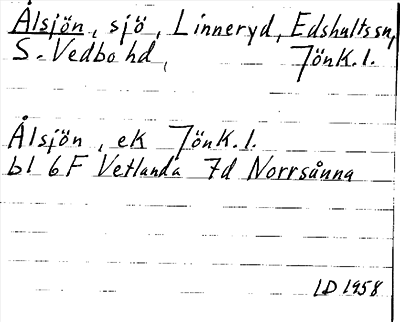 Ålsjön, sjö, Linneryd, Edshultssn,
S. Vedbo hd, Jönk.l.
Ålsjön, ek Jönk.l.
bl 6F Vetlanda 7d Norrsånna
LD 1958